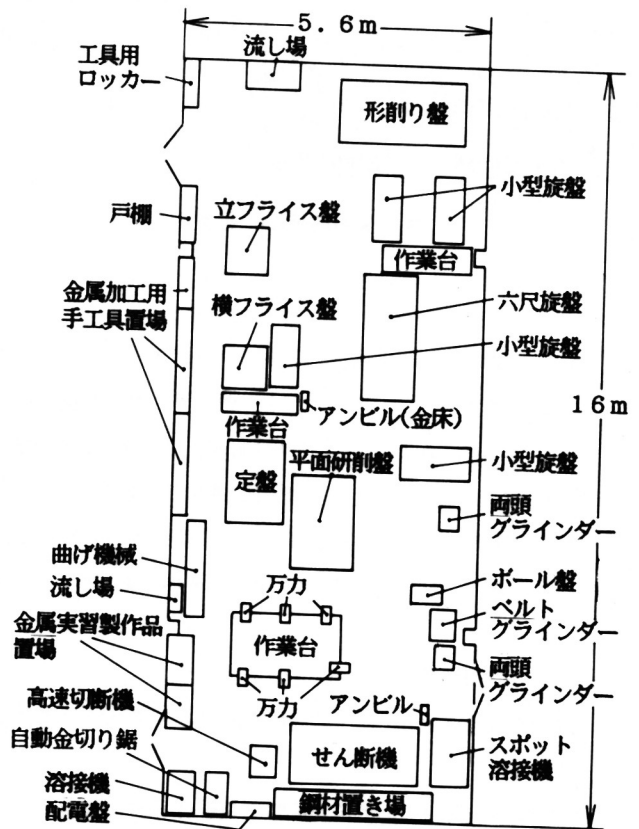 5.6m
工具用
ロッカー
流し場
形削り盤
小型旋盤
戸棚
立フライス盤
作業台
金属加工用
手工具置場
横フライス盤
六尺旋盤
小型旋盤
アンビル(金床)
16m
作業台
定盤
平面研削盤
小型旋盤
両頭
グラインダー
曲げ機械
流し場
万力
ボール盤
金属実習製作品
置場
作業台
ベルト
グラインダー
両頭
グラインダー
高速切断機
万力
アンビル
自動金切り鋸
せん断機
スポット
溶接機
溶接機
配電盤
鋼材置き場